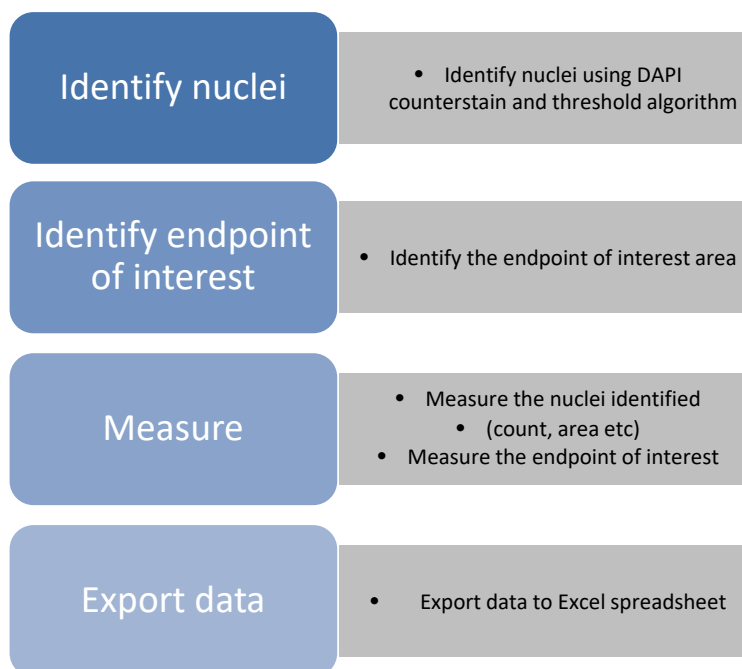 Identify nuclei
• Identify nuclei using DAPI
counterstain and threshold algorithm
Identify endpoint
of interest
• Identify the endpoint of interest area
Measure
• Measure the nuclei identified
• (count, area etc)
• Measure the endpoint of interest
Export data
• Export data to Excel spreadsheet